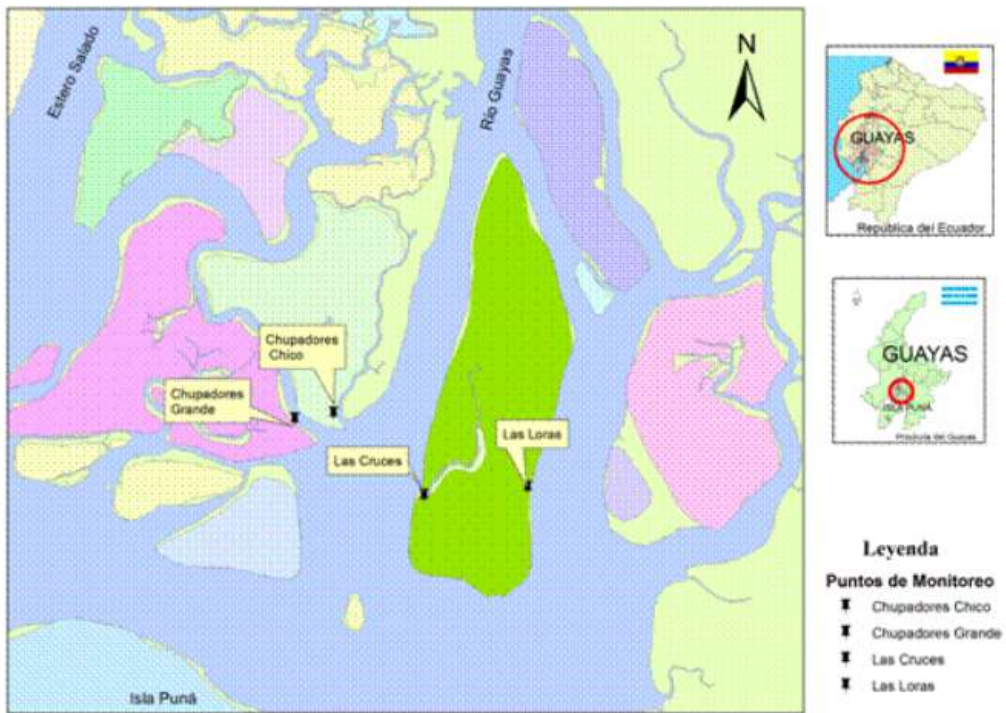 Estero Salado
Río Guayas
N
Chupadores
Chico
Chupadores
Grande
Las Cruces
Las Loras
Isla Puná
GUAYAS
República del Ecuador
GUAYAS
ISLA PUNÁ
Provincia del Guayas
Leyenda
Puntos de Monitoreo
Chupadores Chico
Chupadores Grande
Las Cruces
Las Loras